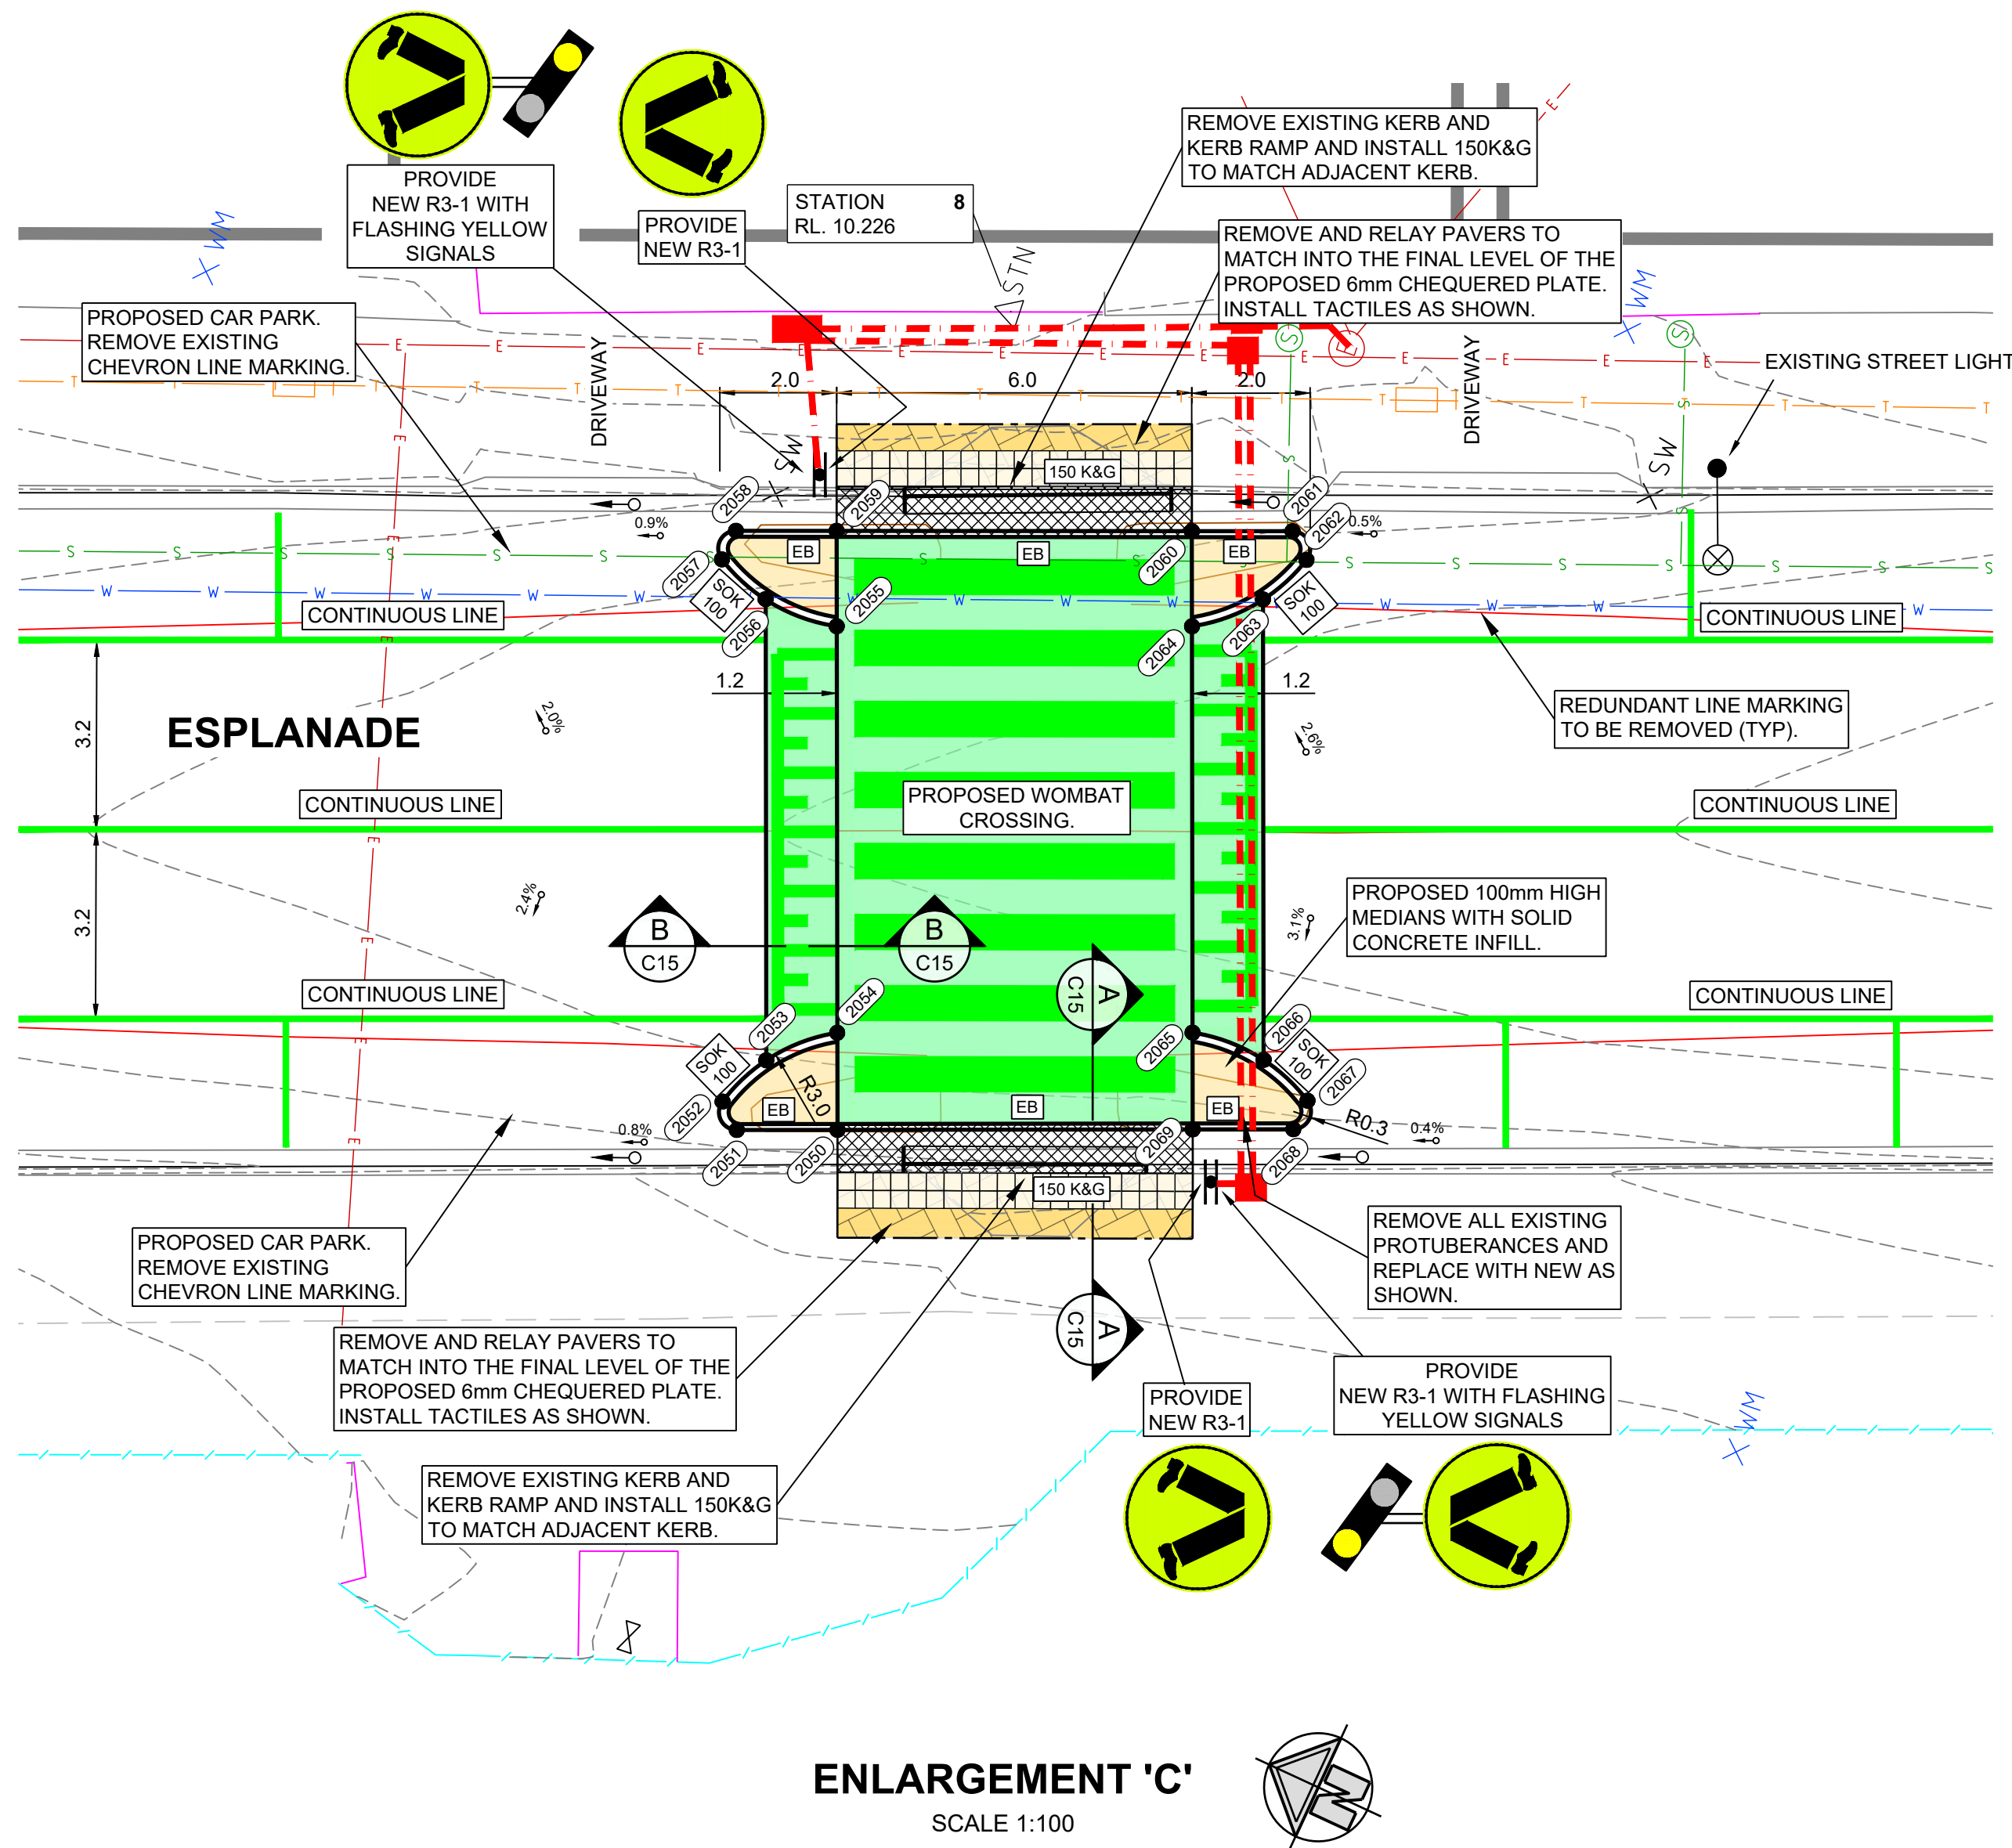 PROVIDE
NEW R3-1 WITH
FLASHING YELLOW
SIGNALS
PROVIDE
NEW R3-1
STATION 8
RL. 10.226
STN
REMOVE EXISTING KERB AND
KERB RAMP AND INSTALL 150K&G
TO MATCH ADJACENT KERB.
REMOVE AND RELAY PAVERS TO
MATCH INTO THE FINAL LEVEL OF THE
PROPOSED 6mm CHEQUERED PLATE.
INSTALL TACTILES AS SHOWN.
WM
WM
PROPOSED CAR PARK.
REMOVE EXISTING
CHEVRON LINE MARKING.
EXISTING STREET LIGHT
DRIVEWAY
DRIVEWAY
2.0
6.0
2.0
SW
SW
150 K&G
2058
2059
2061
2062
0.9%
0.5%
EB
EB
EB
2057
2060
SOK
100
SOK
100
2055
2056
2063
2064
CONTINUOUS LINE
CONTINUOUS LINE
1.2
1.2
3.2
ESPLANADE
2.0%
2.6%
REDUNDANT LINE MARKING
TO BE REMOVED (TYP).
CONTINUOUS LINE
CONTINUOUS LINE
PROPOSED WOMBAT
CROSSING.
3.2
2.4%
3.1%
B
C15
B
C15
A
C15
PROPOSED 100mm HIGH
MEDIANS WITH SOLID
CONCRETE INFILL.
CONTINUOUS LINE
CONTINUOUS LINE
2053
2054
2065
2066
SOK
100
SOK
100
2052
2067
R3.0
R0.3
EB
EB
EB
0.8%
0.4%
2051
2050
2069
2068
150 K&G
PROPOSED CAR PARK.
REMOVE EXISTING
CHEVRON LINE MARKING.
REMOVE ALL EXISTING
PROTUBERANCES AND
REPLACE WITH NEW AS
SHOWN.
REMOVE AND RELAY PAVERS TO
MATCH INTO THE FINAL LEVEL OF THE
PROPOSED 6mm CHEQUERED PLATE.
INSTALL TACTILES AS SHOWN.
A
C15
PROVIDE
NEW R3-1
PROVIDE
NEW R3-1 WITH FLASHING
YELLOW SIGNALS
WM
REMOVE EXISTING KERB AND
KERB RAMP AND INSTALL 150K&G
TO MATCH ADJACENT KERB.
ENLARGEMENT 'C'
SCALE 1:100
N